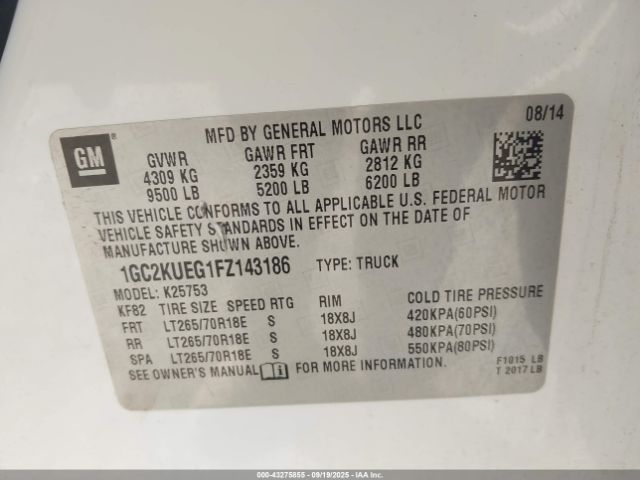 08/14
MFD BY GENERAL MOTORS LLC
GM
GVWR GAWR FRT GAWR RR
4309 KG 2359 KG 2812 KG
9500 LB 5200 LB 6200 LB
THIS VEHICLE CONFORMS TO ALL APPLICABLE U.S. FEDERAL MOTOR
VEHICLE SAFETY STANDARDS IN EFFECT ON THE DATE OF
MANUFACTURE SHOWN ABOVE.
1GC2KUEG1FZ143186 TYPE: TRUCK
MODEL: K25753
KF82 TIRE SIZE SPEED RTG RIM COLD TIRE PRESSURE
FRT LT265/70R18E S 18X8J 420KPA(60PSI)
RR LT265/70R18E S 18X8J 480KPA(70PSI)
SPA LT265/70R18E S 18X8J 550KPA(80PSI)
SEE OWNER'S MANUAL FOR MORE INFORMATION.
F1015 LB
T 2017 LB
000-43275855 - 09/19/2025 - IAAI.COM